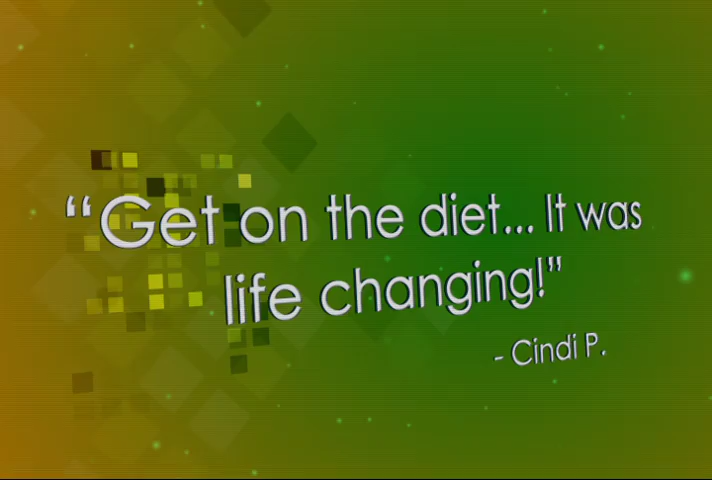 “Get on the diet... It was
life changing!”
- Cindi P.